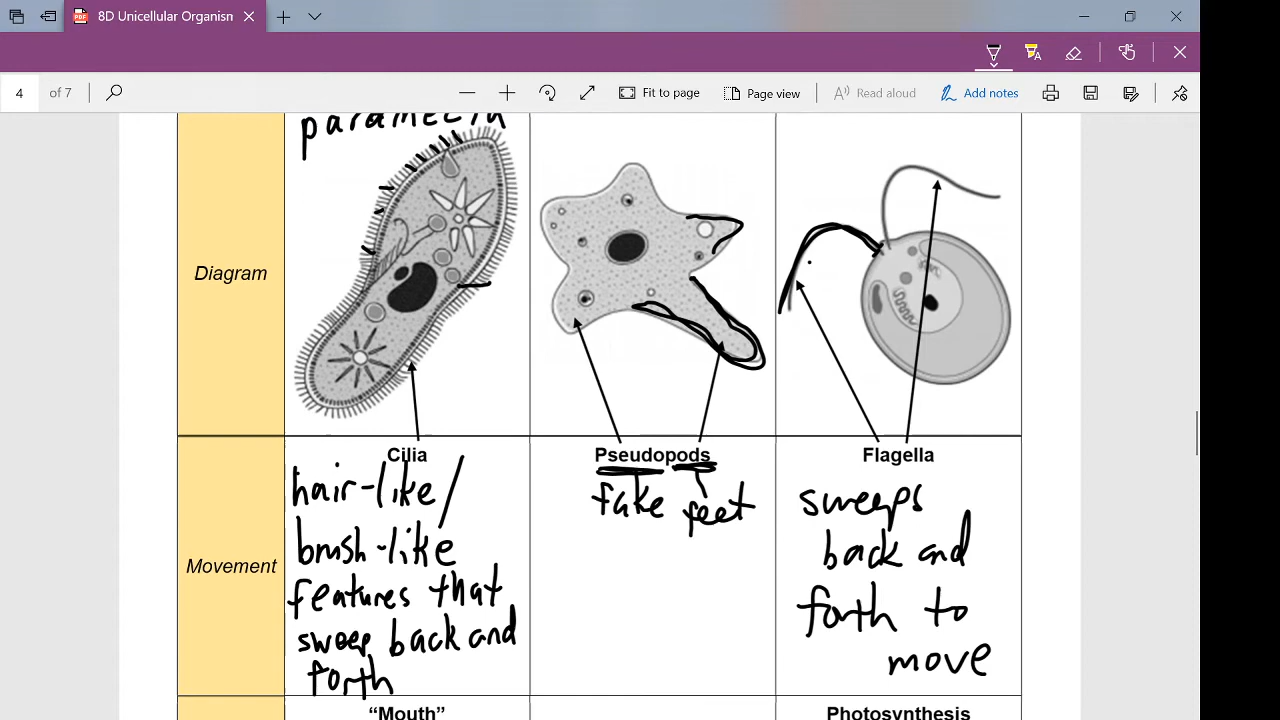 8D Unicellular Organism
4 of 7
Fit to page
Page view
Read aloud
Add notes
paramecia
Diagram
Cilia
Pseudopods
Flagella
Movement
hair-like/
brush-like
features that
sweep back and
forth
fake feet
sweeps
back and
forth to
move
"Mouth"
Photosynthesis